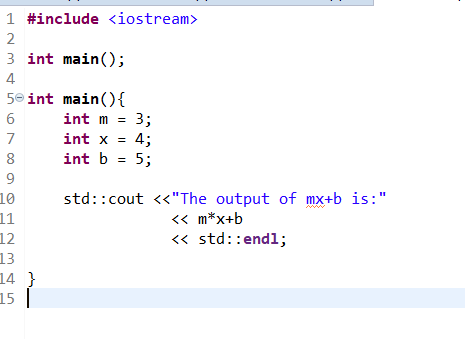 1 #include <iostream>
2
3 int main();
4
5 int main(){
6 int m = 3;
7 int x = 4;
8 int b = 5;
9
10 std::cout <<"The output of mx+b is:"
11 << m*x+b
12 << std::endl;
13
14 }
15